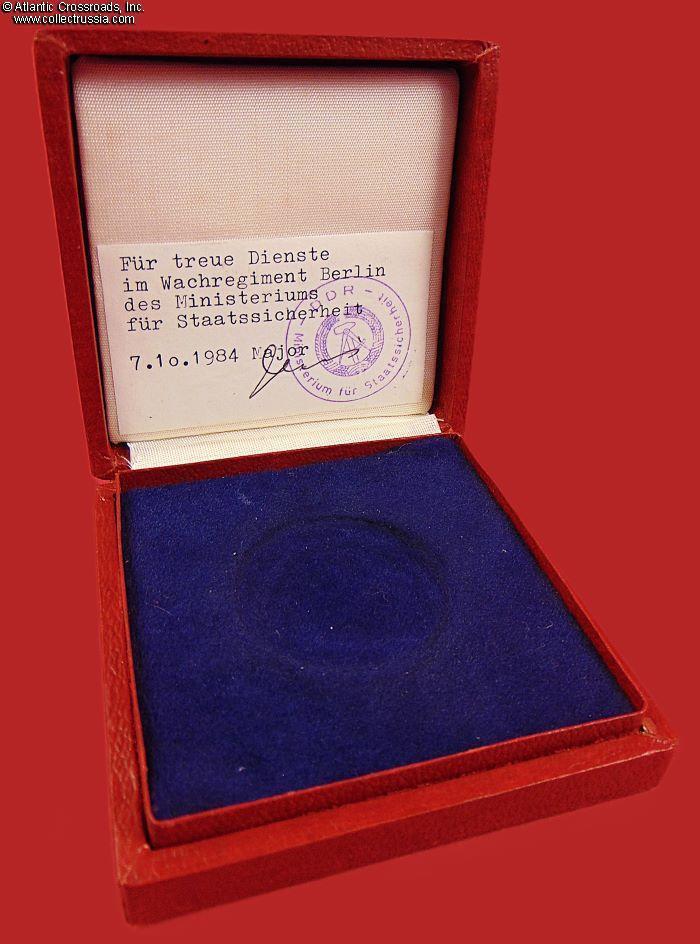 © Atlantic Crossroads, Inc.
www.collectrussia.com
Für treue Dienste
im Wachregiment Berlin
des Ministeriums
für Staatssicherheit
7.1o.1984 Major
- DDR -
Ministerium für Staatssicherheit